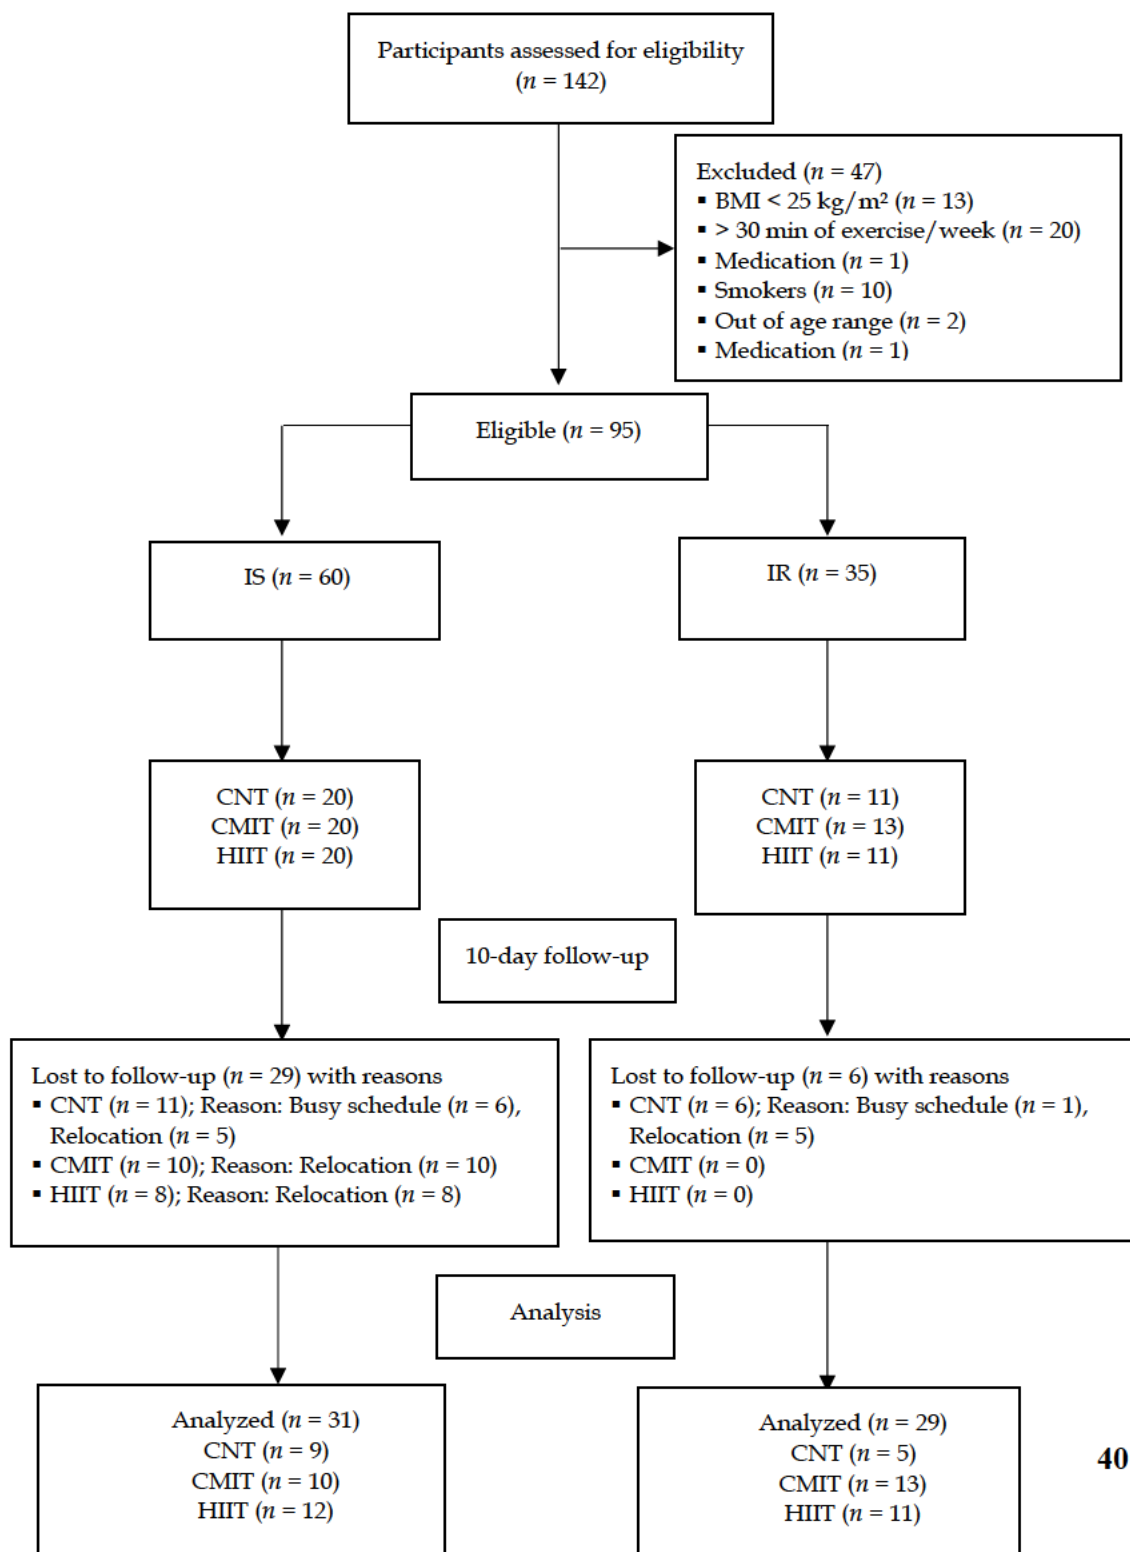 Participants assessed for eligibility
(n = 142)
Excluded (n = 47)
▪ BMI < 25 kg/m² (n = 13)
▪ > 30 min of exercise/week (n = 20)
▪ Medication (n = 1)
▪ Smokers (n = 10)
▪ Out of age range (n = 2)
▪ Medication (n = 1)
Eligible (n = 95)
IS (n = 60)
IR (n = 35)
CNT (n = 20)
CMIT (n = 20)
HIIT (n = 20)
CNT (n = 11)
CMIT (n = 13)
HIIT (n = 11)
10-day follow-up
Lost to follow-up (n = 29) with reasons
▪ CNT (n = 11); Reason: Busy schedule (n = 6),
Relocation (n = 5)
▪ CMIT (n = 10); Reason: Relocation (n = 10)
▪ HIIT (n = 8); Reason: Relocation (n = 8)
Lost to follow-up (n = 6) with reasons
▪ CNT (n = 6); Reason: Busy schedule (n = 1),
Relocation (n = 5)
▪ CMIT (n = 0)
▪ HIIT (n = 0)
Analysis
Analyzed (n = 31)
CNT (n = 9)
CMIT (n = 10)
HIIT (n = 12)
Analyzed (n = 29)
CNT (n = 5)
CMIT (n = 13)
HIIT (n = 11)
40